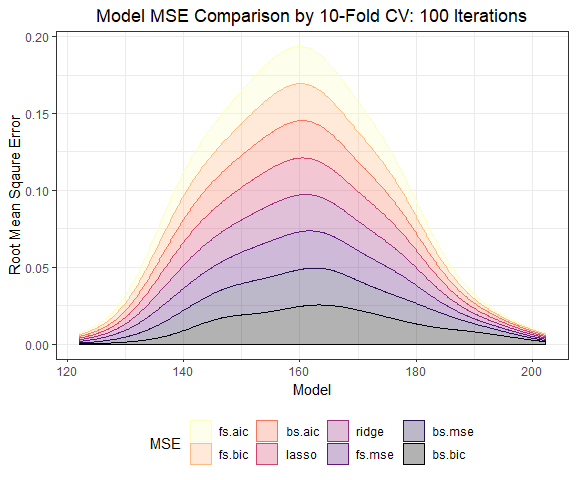 Model MSE Comparison by 10-Fold CV: 100 Iterations
Root Mean Sqaure Error
0.20
0.15
0.10
0.05
0.00
120 140 160 180 200
Model
MSE
fs.aic bs.aic ridge bs.mse
fs.bic lasso fs.mse bs.bic